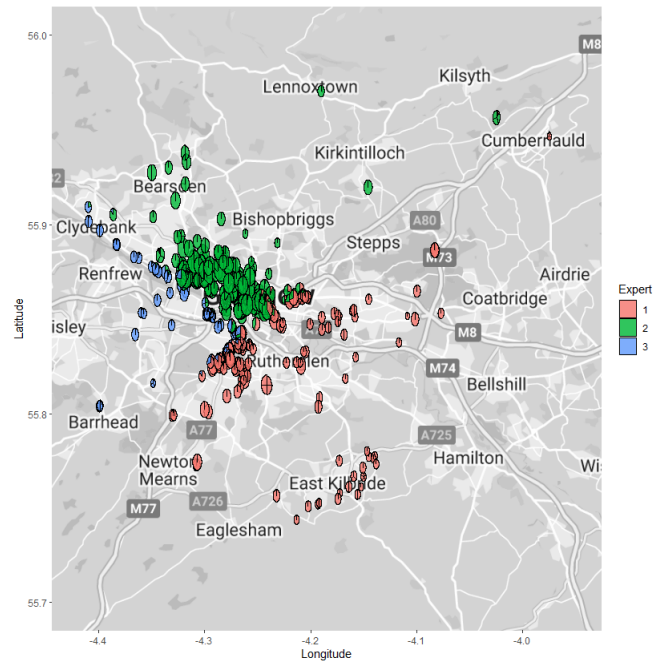 56.0
M8
Kilsyth
Lennoxtown
Cumbernauld
Kirkintilloch
Bearsden
A80
Bishopbriggs
55.9
Clydebank
Stepps
M73
Renfrew
Airdrie
Expert
Coatbridge
1
Latitude
2
isley
M8
3
M74
Bellshill
55.8
Barrhead
A77
A725
Newton
Mearns
Hamilton
Wi
East Kilbride
A726
M77
Eaglesham
55.7
-4.4
-4.3
-4.2
-4.1
-4.0
Longitude